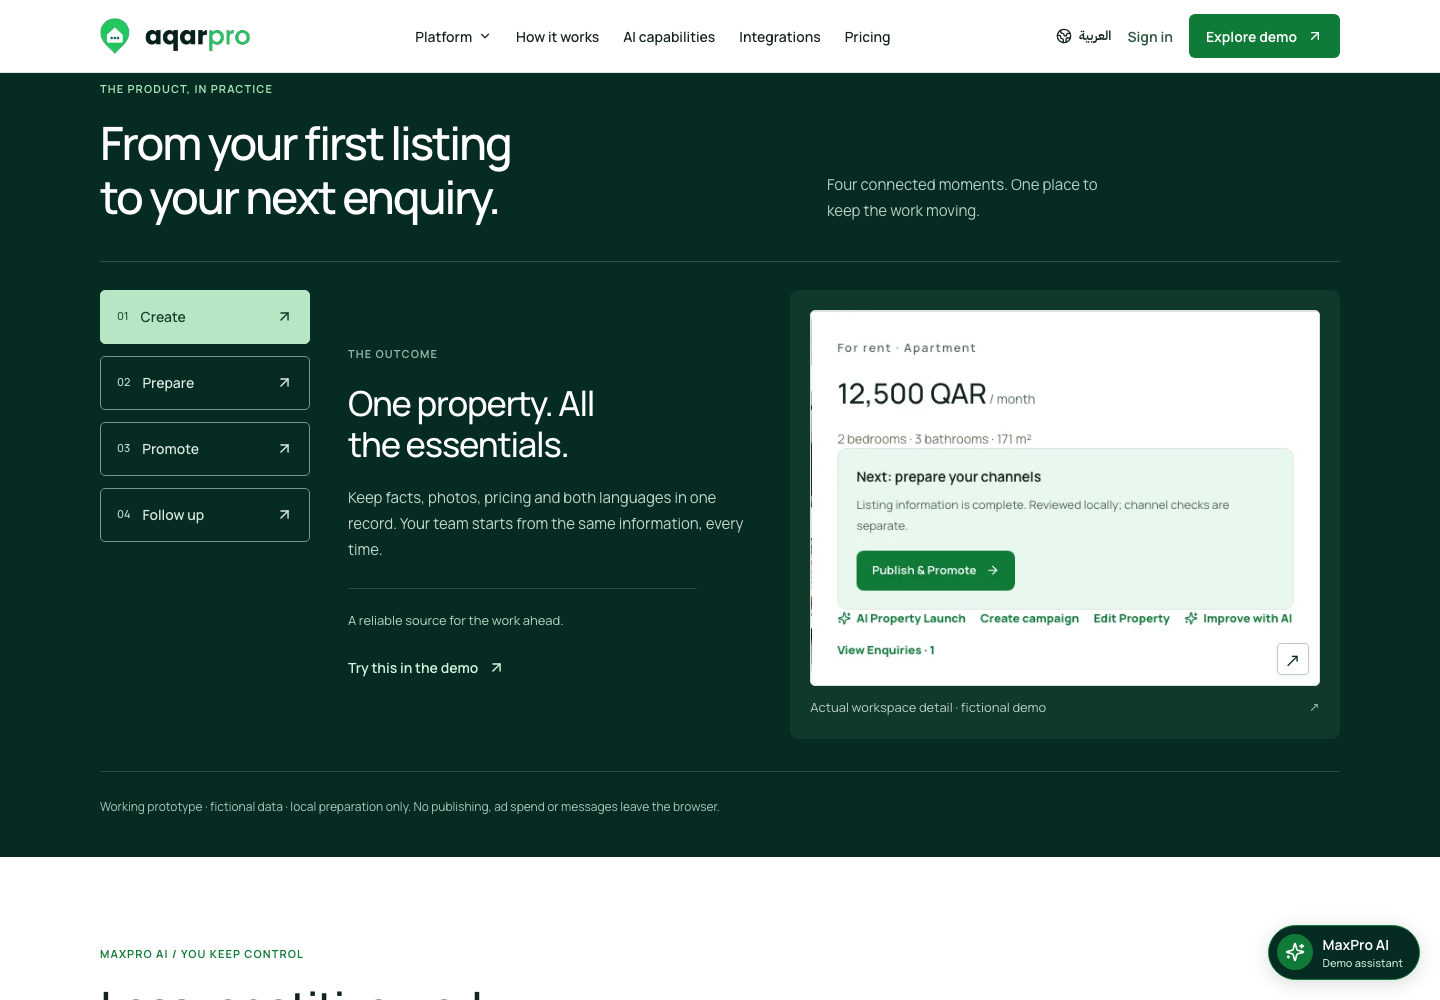 aqarpro
Platform
How it works
AI capabilities
Integrations
Pricing
العربية
Sign in
Explore demo
THE PRODUCT, IN PRACTICE
From your first listing
to your next enquiry.
Four connected moments. One place to
keep the work moving.
01 Create
02 Prepare
03 Promote
04 Follow up
THE OUTCOME
One property. All
the essentials.
Keep facts, photos, pricing and both languages in one
record. Your team starts from the same information, every
time.
A reliable source for the work ahead.
Try this in the demo
For rent · Apartment
12,500 QAR / month
2 bedrooms · 3 bathrooms · 171 m²
Next: prepare your channels
Listing information is complete. Reviewed locally; channel checks are
separate.
Publish & Promote
AI Property Launch
Create campaign
Edit Property
Improve with AI
View Enquiries · 1
Actual workspace detail · fictional demo
Working prototype · fictional data · local preparation only. No publishing, ad spend or messages leave the browser.
MAXPRO AI / YOU KEEP CONTROL
MaxPro AI
Demo assistant